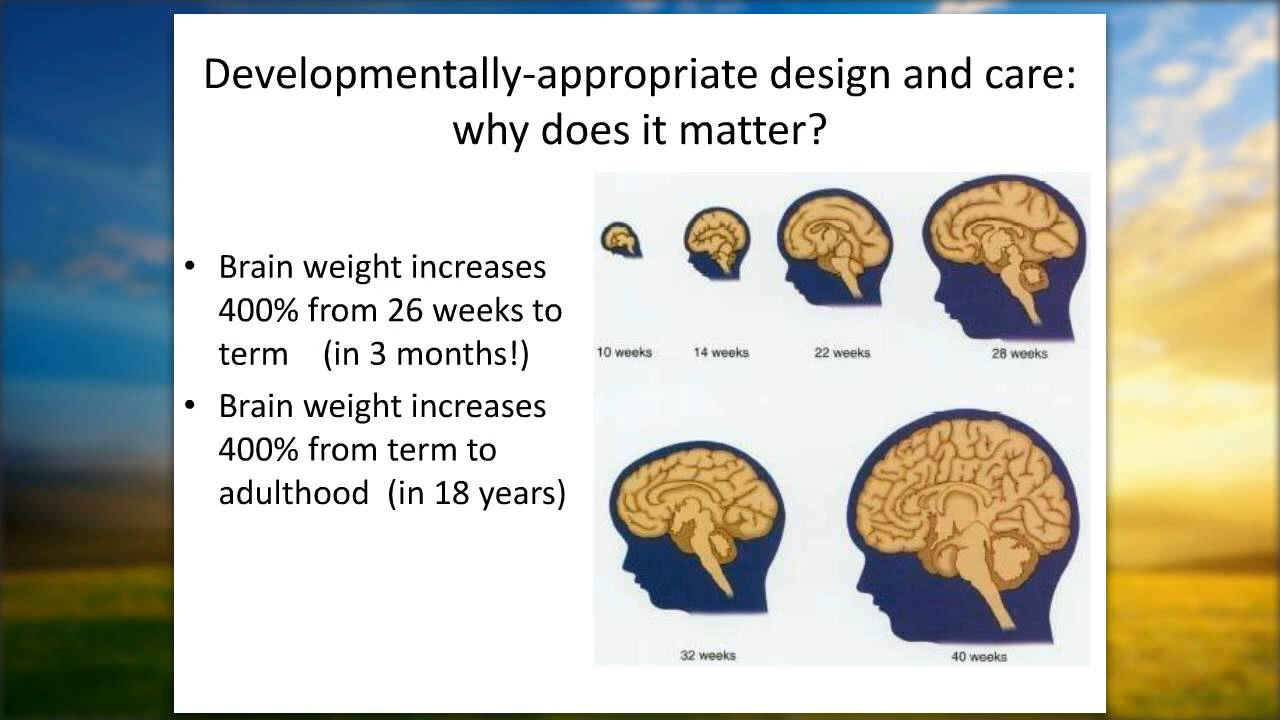 Developmentally-appropriate design and care:
why does it matter?
• Brain weight increases
400% from 26 weeks to
term (in 3 months!)
• Brain weight increases
400% from term to
adulthood (in 18 years)
10 weeks 14 weeks 22 weeks 28 weeks
32 weeks 40 weeks